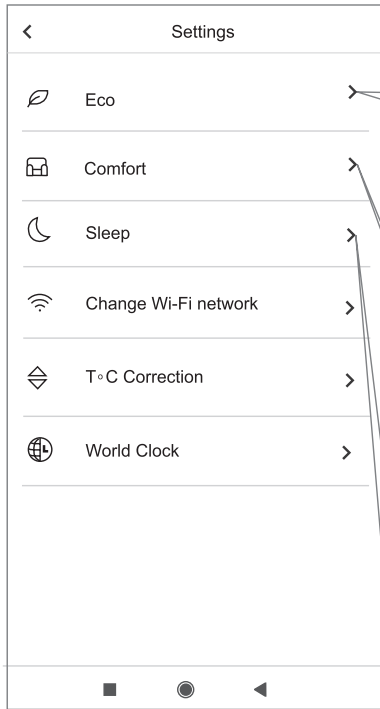 Settings
Eco
Comfort
Sleep
Change Wi-Fi network
T∘C Correction
World Clock